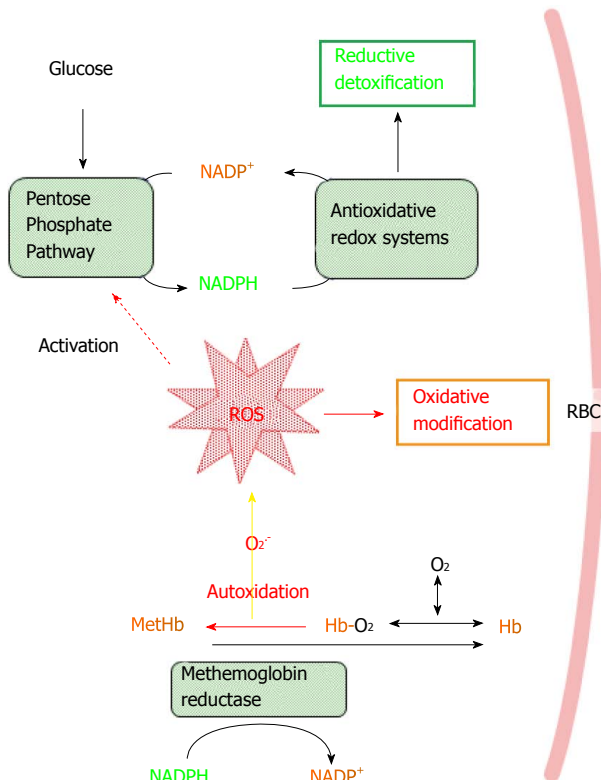 Glucose
Reductive
detoxification
NADP⁺
Pentose
Phosphate
Pathway
Antioxidative
redox systems
NADPH
Activation
ROS
Oxidative
modification
RBC
O₂·⁻
O₂
Autoxidation
MetHb
Hb-O₂
Hb
Methemoglobin
reductase
NADPH
NADP⁺